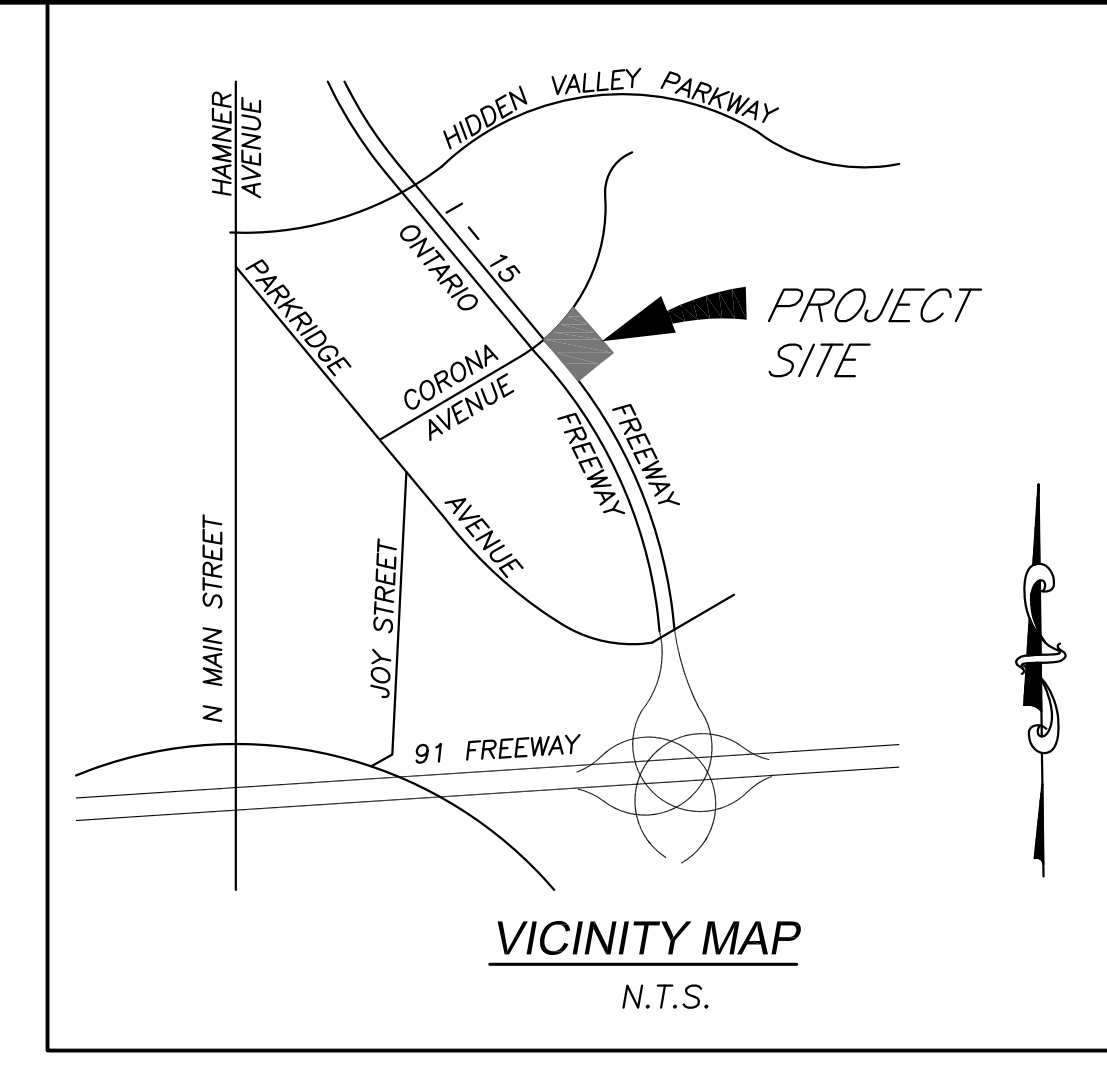 HAMNER
AVENUE
HIDDEN VALLEY PARKWAY
I - 15
ONTARIO
FREEWAY
FREEWAY
PARKRIDGE
AVENUE
CORONA
AVENUE
PROJECT
SITE
N MAIN STREET
JOY STREET
91 FREEWAY
VICINITY MAP
N.T.S.